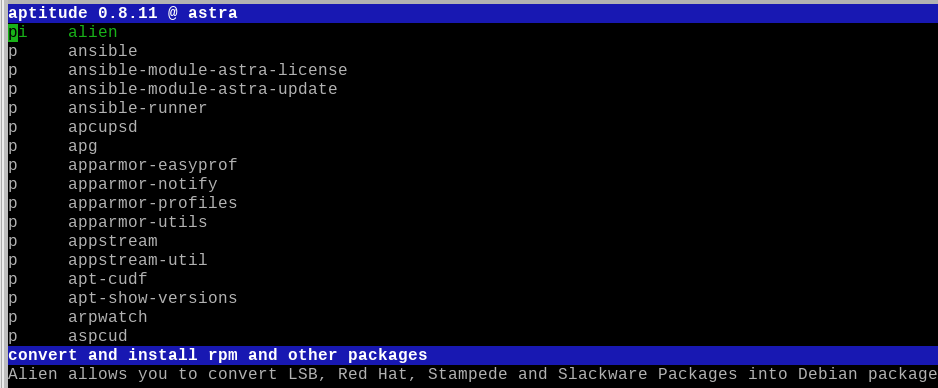 aptitude 0.8.11 @ astra
pi alien
p ansible
p ansible-module-astra-license
p ansible-module-astra-update
p ansible-runner
p apcupsd
p apg
p apparmor-easyprof
p apparmor-notify
p apparmor-profiles
p apparmor-utils
p appstream
p appstream-util
p apt-cudf
p apt-show-versions
p arpwatch
p aspcud
convert and install rpm and other packages
Alien allows you to convert LSB, Red Hat, Stampede and Slackware Packages into Debian package